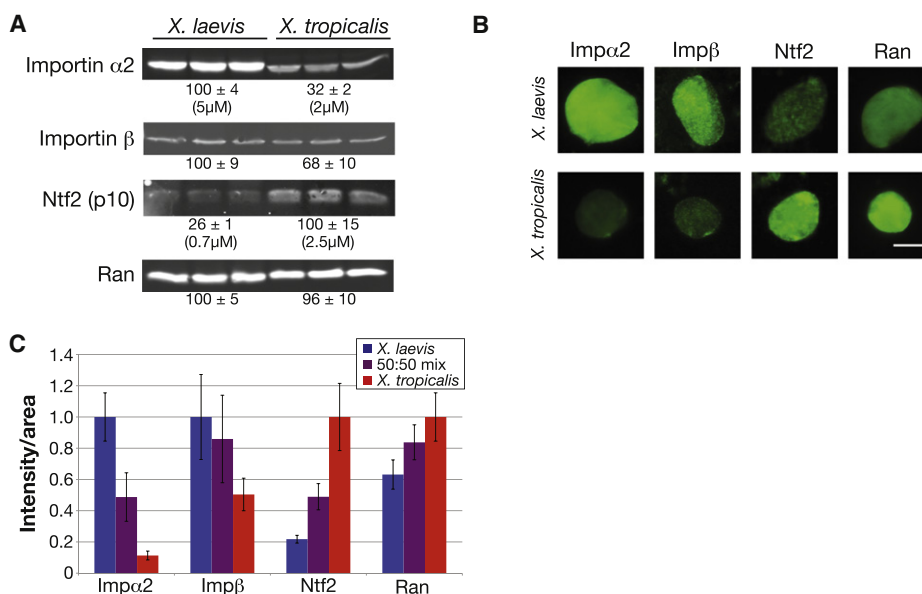 A
X. laevis
X. tropicalis
Importin α2
100 ± 4
32 ± 2
(5µM)
(2µM)
Importin β
100 ± 9
68 ± 10
Ntf2 (p10)
26 ± 1
100 ± 15
(0.7µM)
(2.5µM)
Ran
100 ± 5
96 ± 10
B
Impα2
Impβ
Ntf2
Ran
X. laevis
X. tropicalis
C
Intensity/area
1.4
1.2
1.0
0.8
0.6
0.4
0.2
0
X. laevis
50:50 mix
X. tropicalis
Impα2
Impβ
Ntf2
Ran